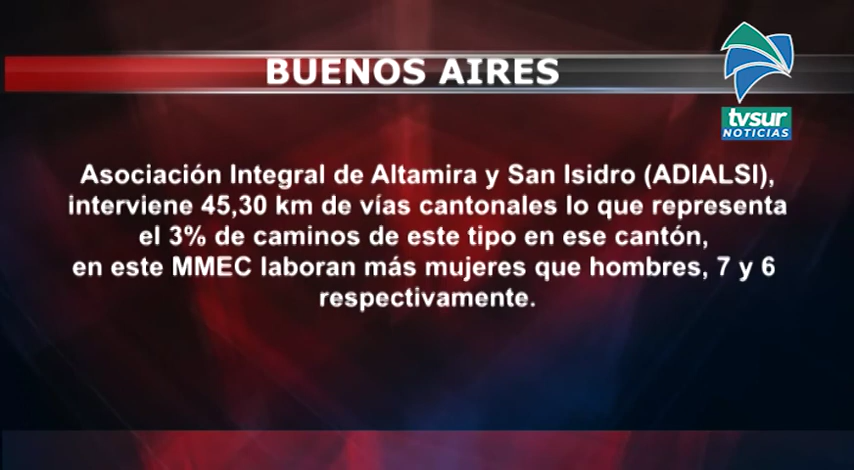 BUENOS AIRES
tvsur
NOTICIAS
Asociación Integral de Altamira y San Isidro (ADIALSI),
interviene 45,30 km de vías cantonales lo que representa
el 3% de caminos de este tipo en ese cantón,
en este MMEC laboran más mujeres que hombres, 7 y 6
respectivamente.